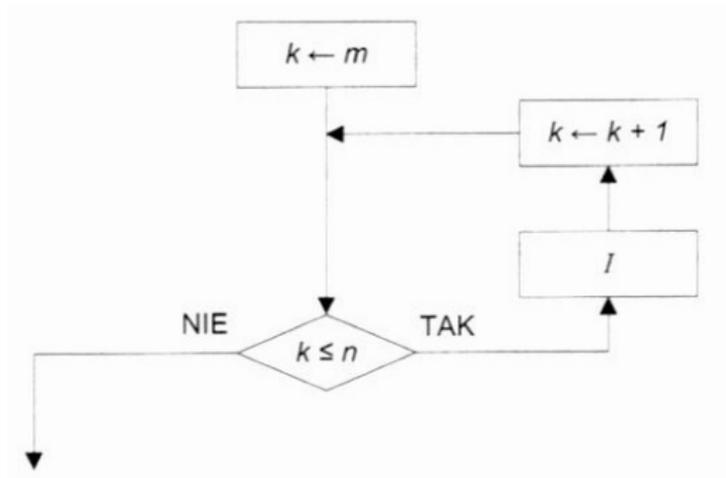 k ← m
k ← k + 1
I
NIE
TAK
k ≤ n